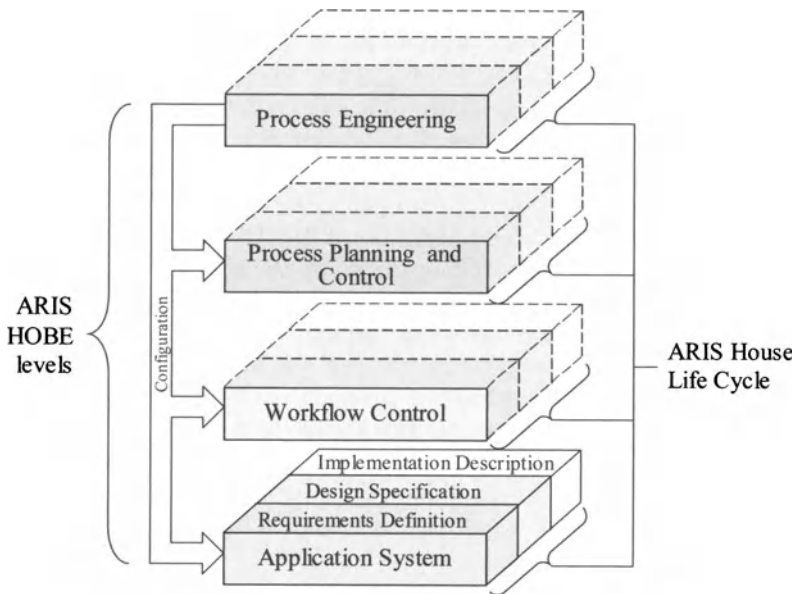 Process Engineering
Process Planning and
Control
ARIS
HOBE
levels
Configuration
ARIS House
Life Cycle
Workflow Control
Implementation Description
Design Specification
Requirements Definition
Application System